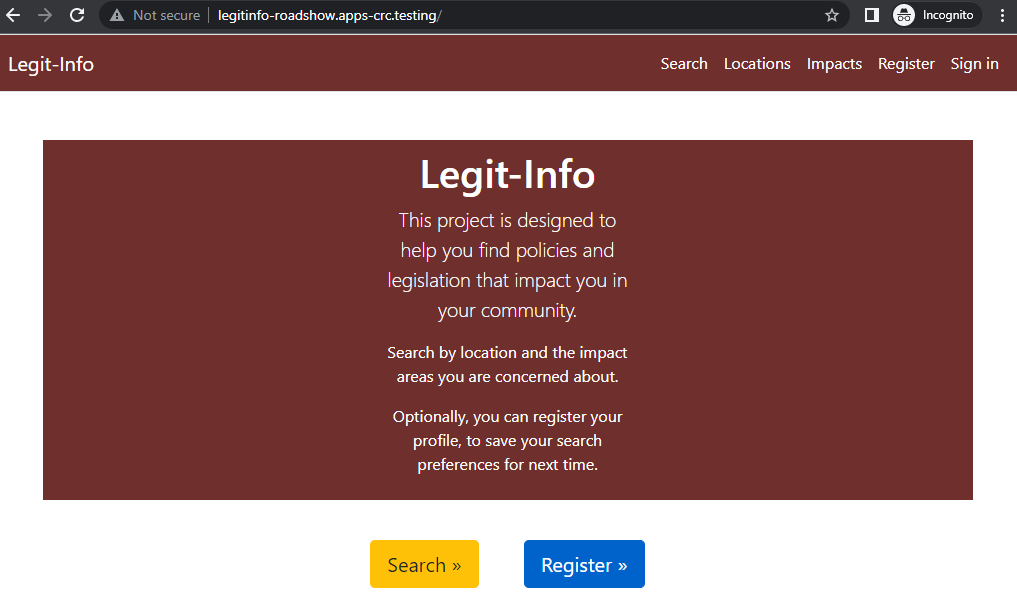 Not secure legitinfo-roadshow.apps-crc.testing/ Incognito
Legit-Info Search Locations Impacts Register Sign in
Legit-Info
This project is designed to
help you find policies and
legislation that impact you in
your community.
Search by location and the impact
areas you are concerned about.
Optionally, you can register your
profile, to save your search
preferences for next time.
Search » Register »